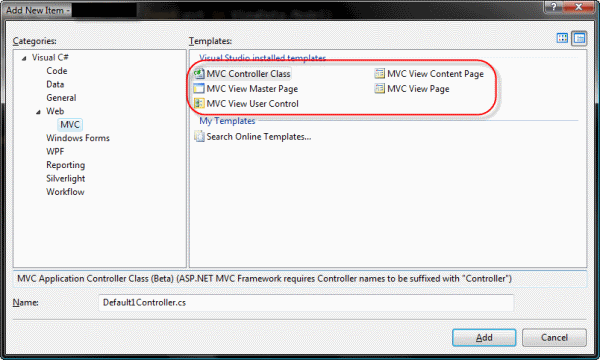 Add New Item -
Categories:
Templates:
Visual C#
Code
Data
General
Web
MVC
Windows Forms
WPF
Reporting
Silverlight
Workflow
Visual Studio installed templates
MVC Controller Class
MVC View Content Page
MVC View Master Page
MVC View Page
MVC View User Control
My Templates
Search Online Templates...
MVC Application Controller Class (Beta) (ASP.NET MVC Framework requires Controller names to be suffixed with "Controller")
Name:
Default1Controller.cs
Add
Cancel